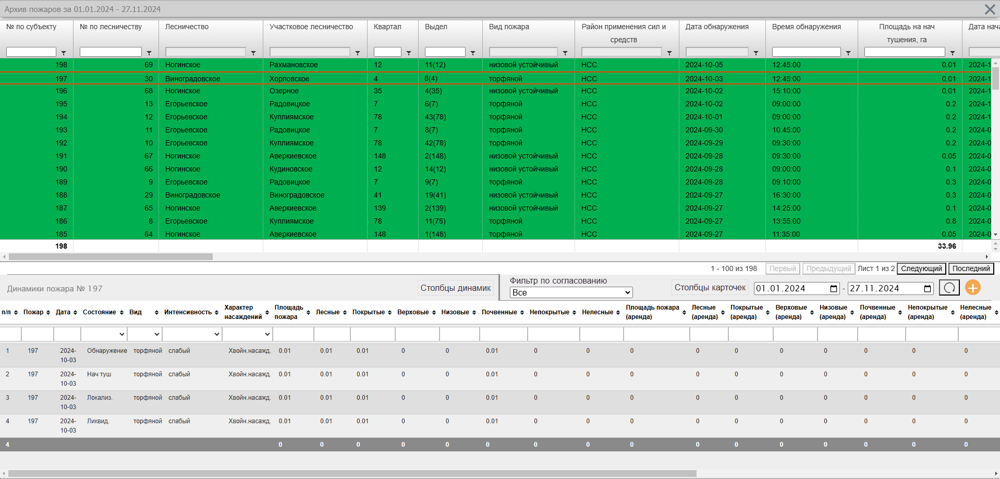 Архив пожаров за 01.01.2024 - 27.11.2024
№ по субъекту № по лесничеству Лесничество Участковое лесничество Квартал Выдел Вид пожара Район применения сил и средств Дата обнаружения Время обнаружения Площадь на нач тушения, га Дата нач
198 69 Ногинское Рахмановское 12 11(12) низовой устойчивый НСС 2024-10-05 12:45:00 0.01 2024-1
197 30 Виноградовское Хорловское 4 8(4) торфяной НСС 2024-10-03 12:45:00 0.01 2024-1
196 68 Ногинское Озерное 35 4(35) низовой устойчивый НСС 2024-10-02 15:10:00 0.01 2024-1
195 13 Егорьевское Радовицкое 7 6(7) торфяной НСС 2024-10-02 09:00:00 0.2 2024-1
194 12 Егорьевское Куплиямское 78 43(78) торфяной НСС 2024-10-01 09:00:00 0.2 2024-1
193 11 Егорьевское Радовицкое 7 8(7) торфяной НСС 2024-09-30 10:45:00 0.2 2024-0
192 10 Егорьевское Куплиямское 78 42(78) торфяной НСС 2024-09-29 09:30:00 0.2 2024-0
191 67 Ногинское Аверкиевское 148 2(148) низовой устойчивый НСС 2024-09-28 09:30:00 0.05 2024-0
190 66 Ногинское Кудиновское 12 14(12) низовой устойчивый НСС 2024-09-28 09:00:00 0.1 2024-0
189 9 Егорьевское Радовицкое 7 9(7) торфяной НСС 2024-09-28 09:10:00 0.3 2024-0
188 29 Виноградовское Виноградовское 41 19(41) низовой устойчивый НСС 2024-09-27 16:30:00 0.3 2024-0
187 65 Ногинское Аверкиевское 139 2(139) низовой устойчивый НСС 2024-09-27 14:25:00 0.1 2024-0
186 8 Егорьевское Куплиямское 78 11(78) торфяной НСС 2024-09-27 13:55:00 0.8 2024-0
185 64 Ногинское Аверкиевское 148 1(148) торфяной НСС 2024-09-27 11:35:00 0.05 2024-0
198 33.96
1 - 100 из 198 Первый Предыдущий Лист 1 из 2 Следующий Последний
Динамики пожара № 197 Столбцы динамик Фильтр по согласованию Все Столбцы карточек 01.01.2024 - 27.11.2024
п/п Пожар Дата Состояние Вид Интенсивность Характер насаждений Площадь пожара Лесные Покрытые Верховые Низовые Почвенные Непокрытые Нелесные Площадь пожара (аренда) Лесные (аренда) Покрытые (аренда) Верховые (аренда) Низовые (аренда) Почвенные (аренда) Непокрытые (аренда) Нелесные (аренда)
1 197 2024-10-03 Обнаружение торфяной слабый Хвойн.насажд. 0.01 0.01 0.01 0 0 0.01 0 0 0 0 0 0 0 0 0 0
2 197 2024-10-03 Нач туш торфяной слабый Хвойн.насажд. 0.01 0.01 0.01 0 0 0.01 0 0 0 0 0 0 0 0 0 0
3 197 2024-10-03 Локализ. торфяной слабый Хвойн.насажд. 0.01 0.01 0.01 0 0 0.01 0 0 0 0 0 0 0 0 0 0
4 197 2024-10-03 Ликвид. торфяной слабый Хвойн.насажд. 0.01 0.01 0.01 0 0 0.01 0 0 0 0 0 0 0 0 0 0
4 0 0 0 0 0 0 0 0 0 0 0 0 0 0 0 0